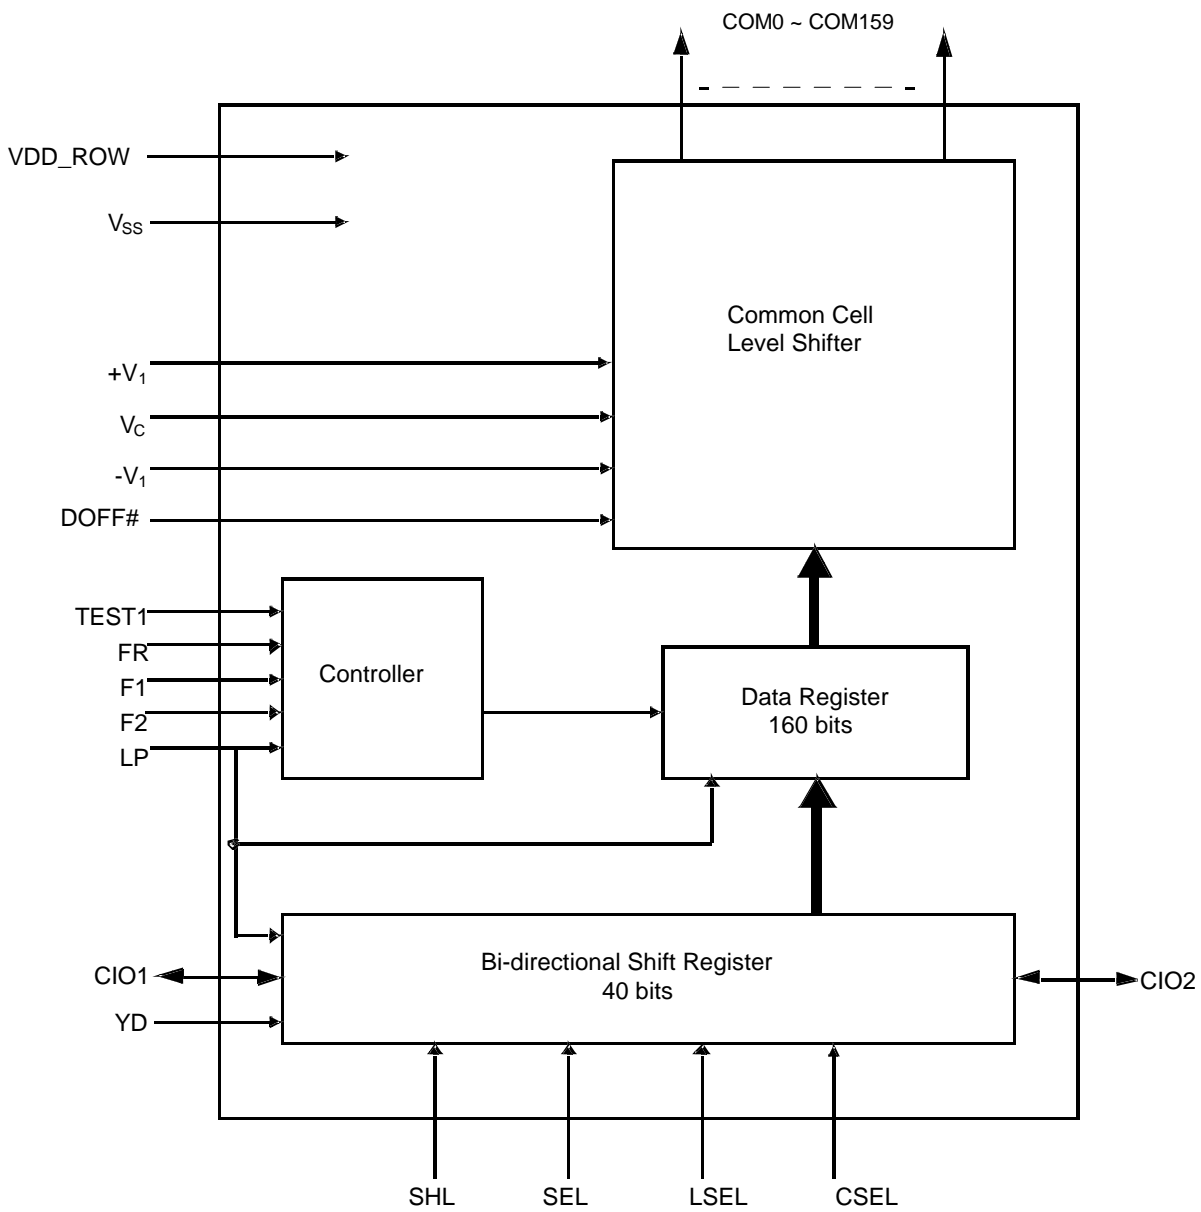 COM0 ~ COM159
VDD_ROW
VSS
Common Cell
Level Shifter
+V1
VC
-V1
DOFF#
TEST1
FR
F1
F2
LP
Controller
Data Register
160 bits
Bi-directional Shift Register
40 bits
CIO1
CIO2
YD
SHL
SEL
LSEL
CSEL